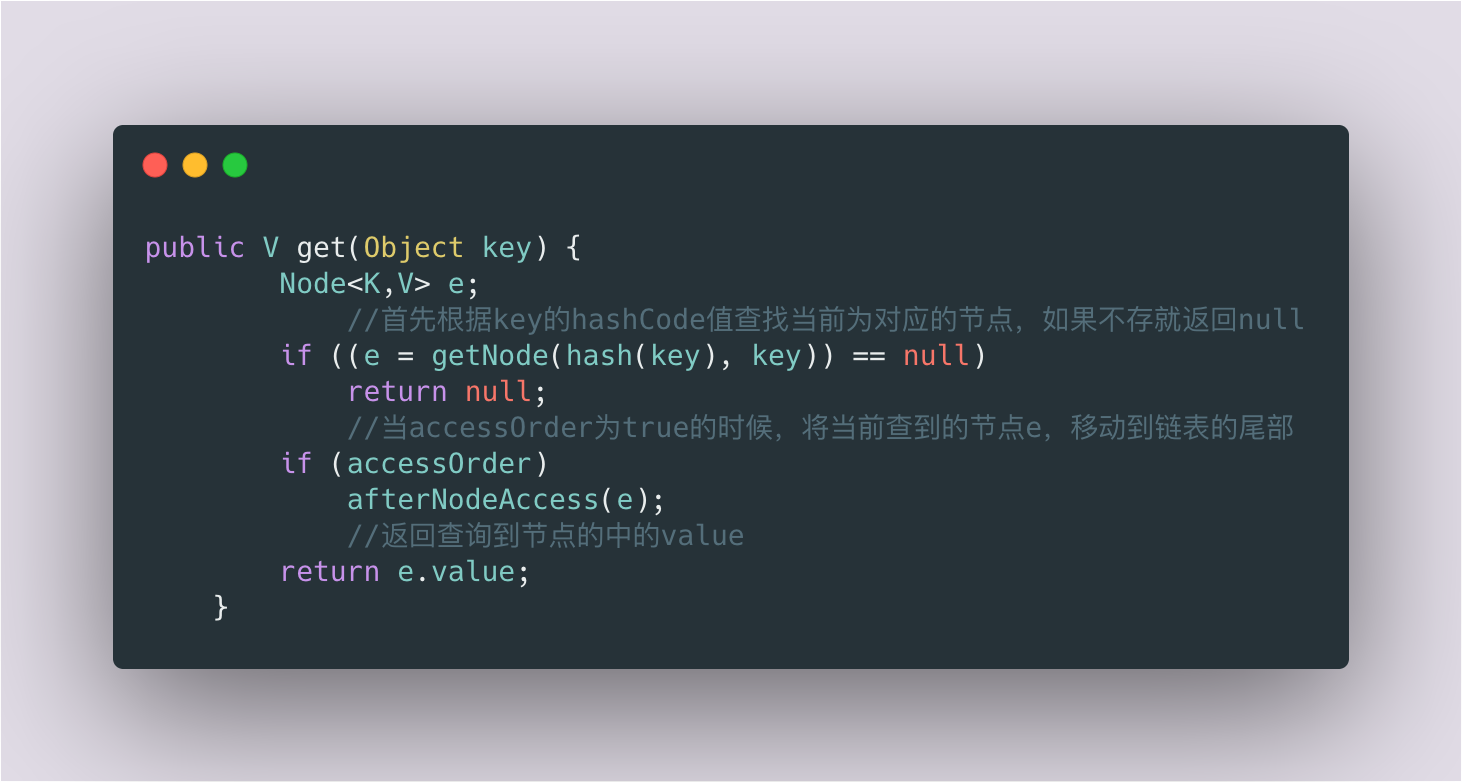 public V get(Object key) {
        Node<K,V> e;
            //首先根据key的hashCode值查找当前为对应的节点，如果不存就返回null
        if ((e = getNode(hash(key), key)) == null)
            return null;
            //当accessOrder为true的时候，将当前查到的节点e，移动到链表的尾部
        if (accessOrder)
            afterNodeAccess(e);
            //返回查询到节点的中的value
        return e.value;
    }